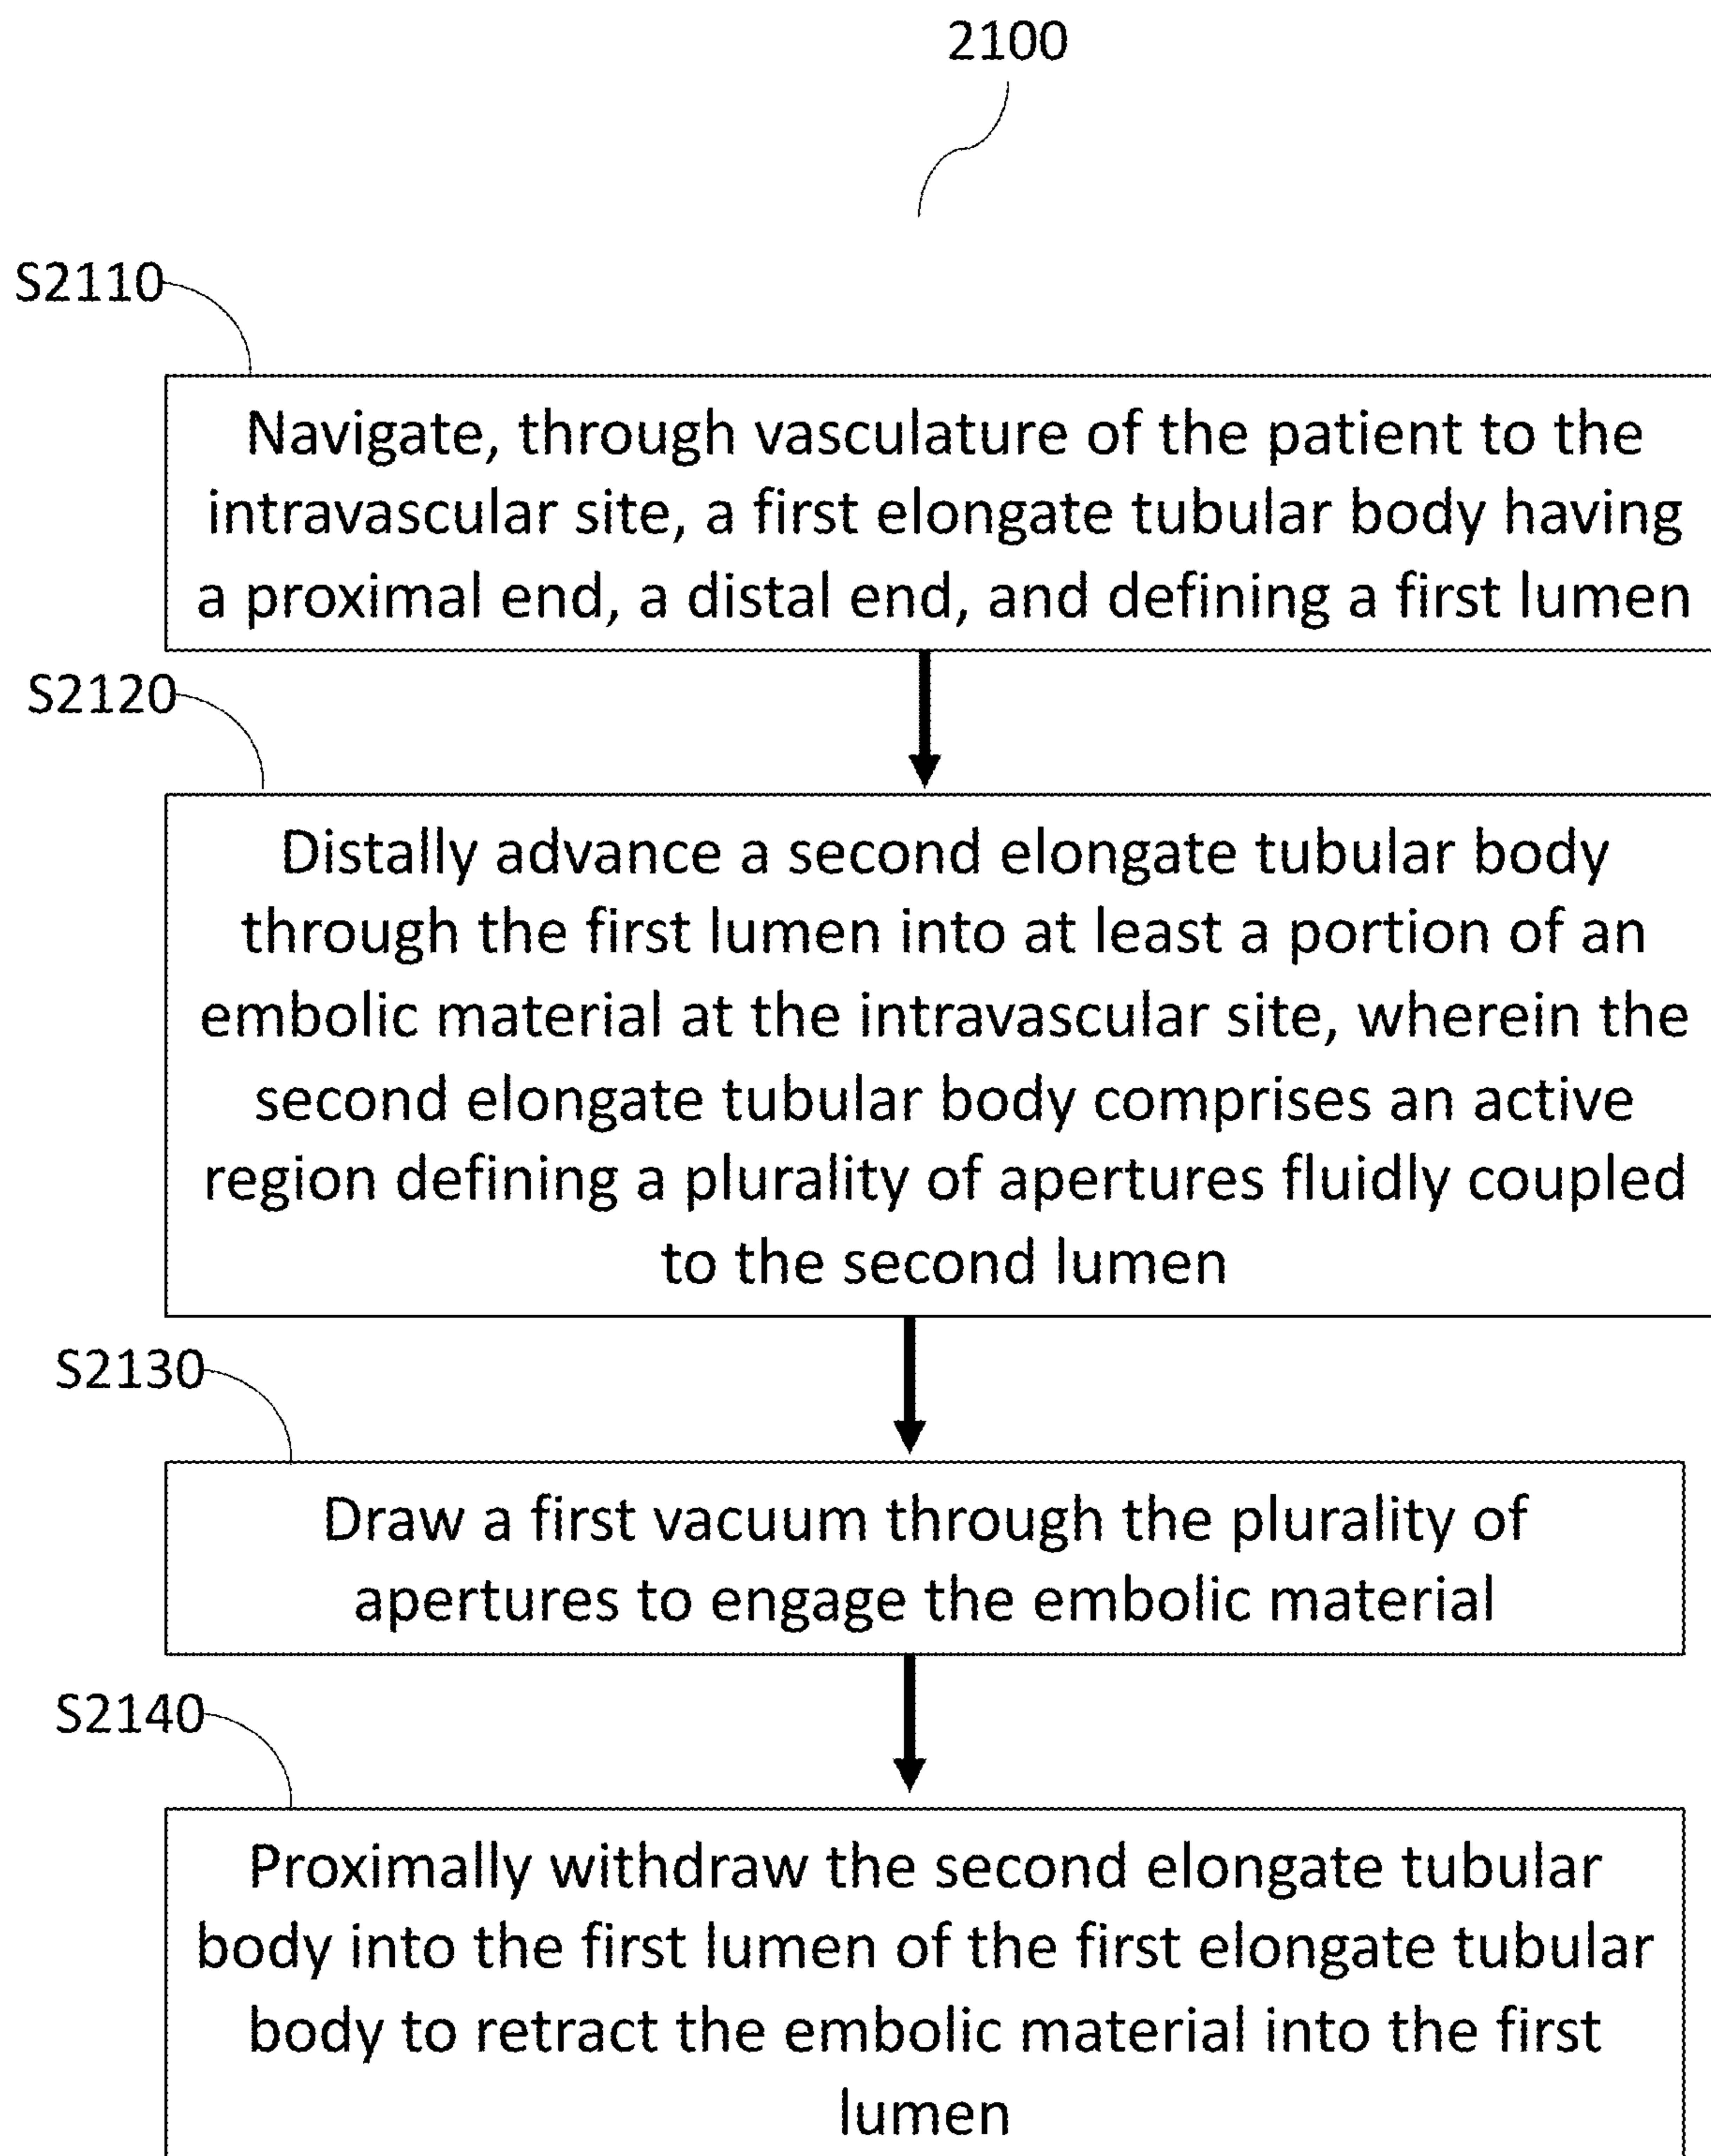 2100
S2110
Navigate, through vasculature of the patient to the
intravascular site, a first elongate tubular body having
a proximal end, a distal end, and defining a first lumen
S2120
Distally advance a second elongate tubular body
through the first lumen into at least a portion of an
embolic material at the intravascular site, wherein the
second elongate tubular body comprises an active
region defining a plurality of apertures fluidly coupled
to the second lumen
S2130
Draw a first vacuum through the plurality of
apertures to engage the embolic material
S2140
Proximally withdraw the second elongate tubular
body into the first lumen of the first elongate tubular
body to retract the embolic material into the first
lumen